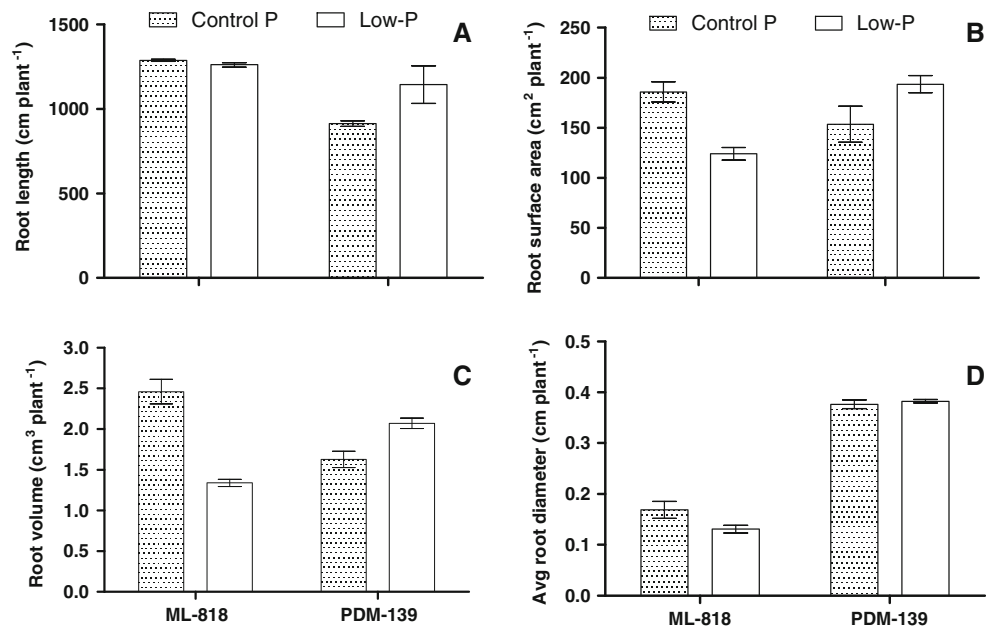 Control P Low-P
A
Root length (cm plant⁻¹)
1500
1000
500
0
Control P Low-P
B
Root surface area (cm² plant⁻¹)
250
200
150
100
50
0
C
Root volume (cm³ plant⁻¹)
3.0
2.5
2.0
1.5
1.0
0.5
0.0
ML-818 PDM-139
D
Avg root diameter (cm plant⁻¹)
0.5
0.4
0.3
0.2
0.1
0.0
ML-818 PDM-139